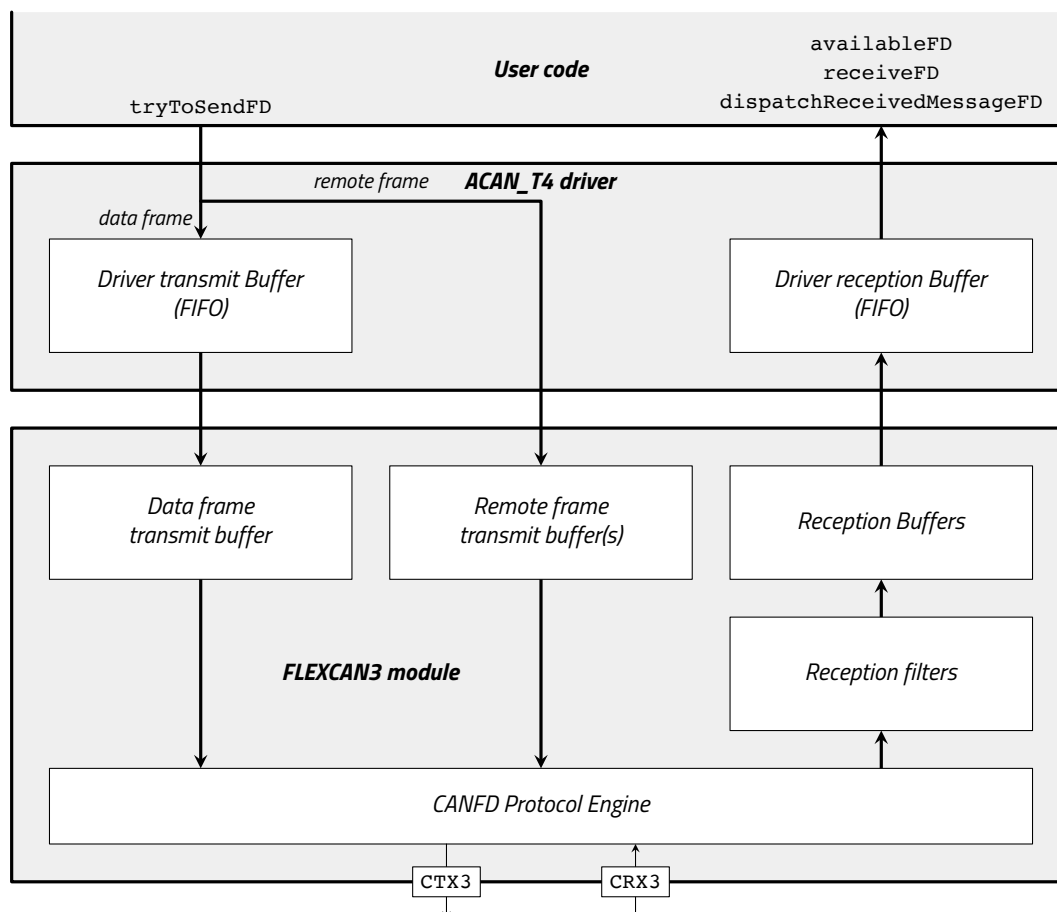 availableFD
User code
receiveFD
tryToSendFD
dispatchReceivedMessageFD
remote frame
ACAN_T4 driver
data frame
Driver transmit Buffer
(FIFO)
Driver reception Buffer
(FIFO)
Data frame
transmit buffer
Remote frame
transmit buffer(s)
Reception Buffers
FLEXCAN3 module
Reception filters
CANFD Protocol Engine
CTX3
CRX3